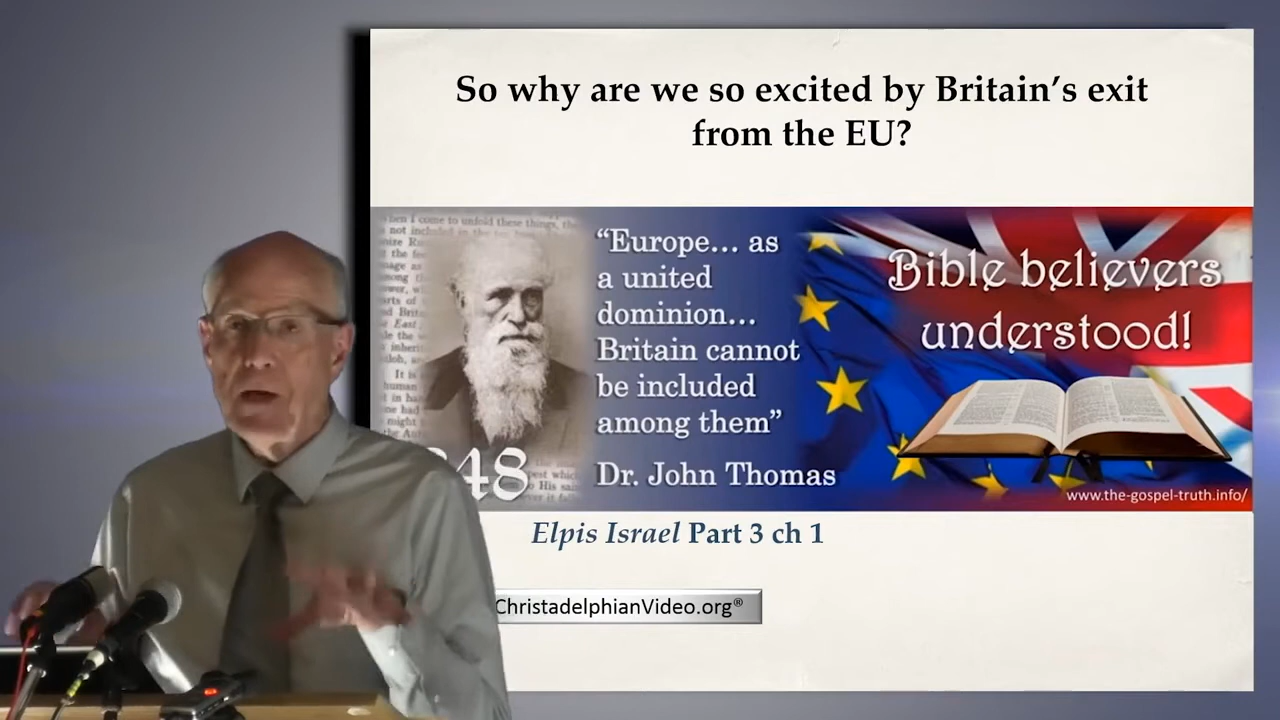 So why are we so excited by Britain's exit
from the EU?
"Europe… as
a united
dominion…
Britain cannot
be included
among them"
Dr. John Thomas
48
Bible believers
understood!
www.the-gospel-truth.info/
Elpis Israel Part 3 ch 1
ChristadelphianVideo.org®